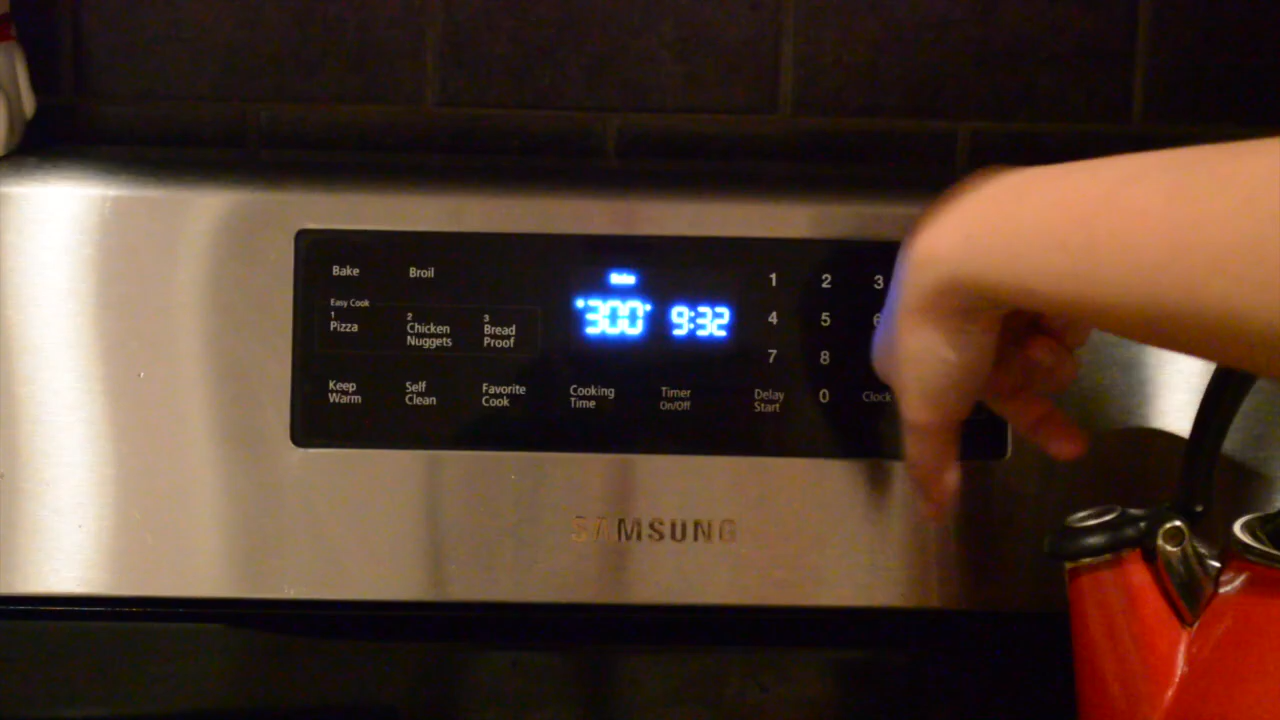 Bake
Broil
Bake
300 9:32
1 2 3
Easy Cook
1
Pizza
2
Chicken
Nuggets
3
Bread
Proof
4 5 6
7 8
Keep
Warm
Self
Clean
Favorite
Cook
Cooking
Time
Timer
On/Off
Delay
Start
0
Clock
SAMSUNG